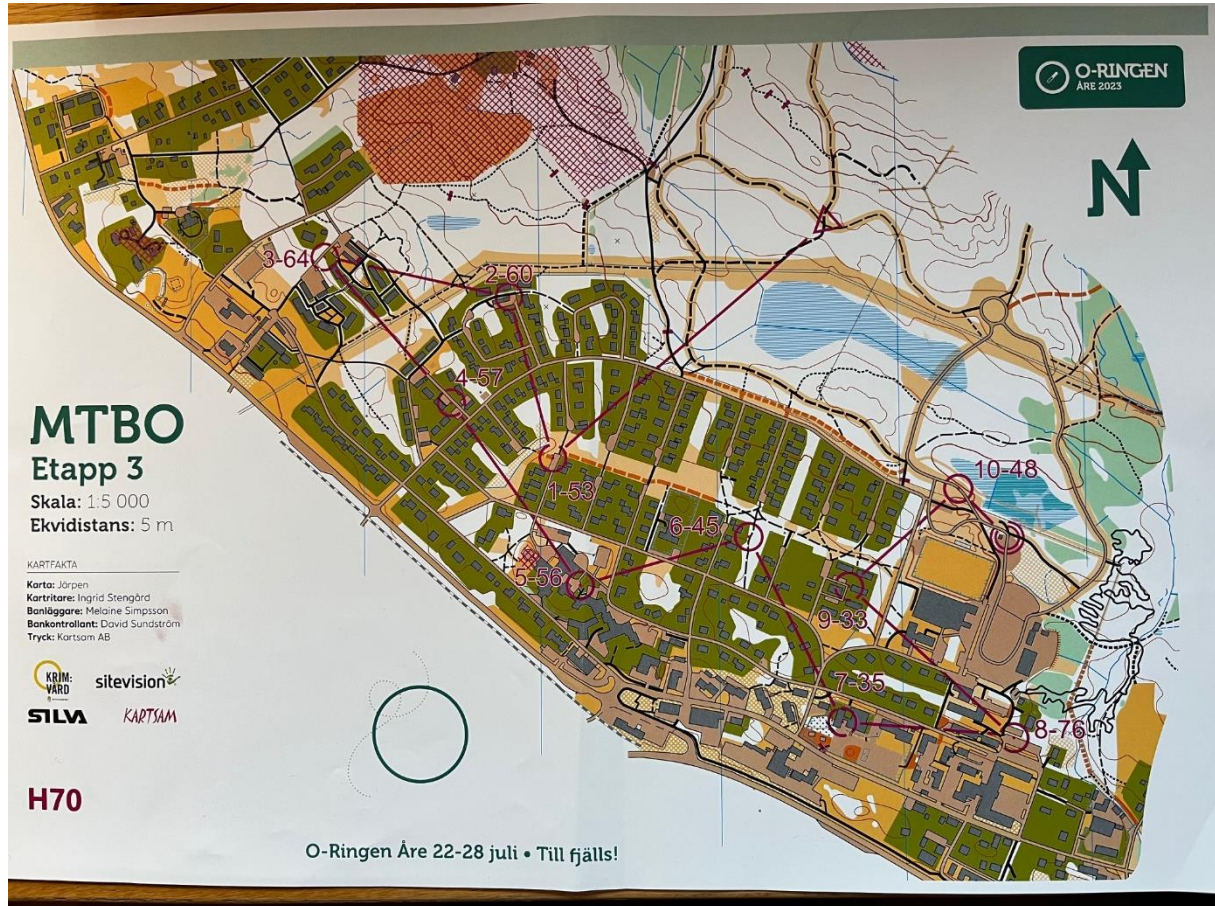 O-RINGEN
ÅRE 2023
N
3-64
2-60
4-57
1-53
10-48
6-45
5-56
9-33
7-35
8-76
MTBO
Etapp 3
Skala: 1:5 000
Ekvidistans: 5 m
KARTFAKTA
Karta: Järpen
Kartritare: Ingrid Stengård
Banläggare: Melaine Simpsson
Bankontrollant: David Sundström
Tryck: Kartsam AB
KRIM:
VÅRD
sitevision
SILVA
KARTSAM
H70
O-Ringen Åre 22-28 juli • Till fjälls!